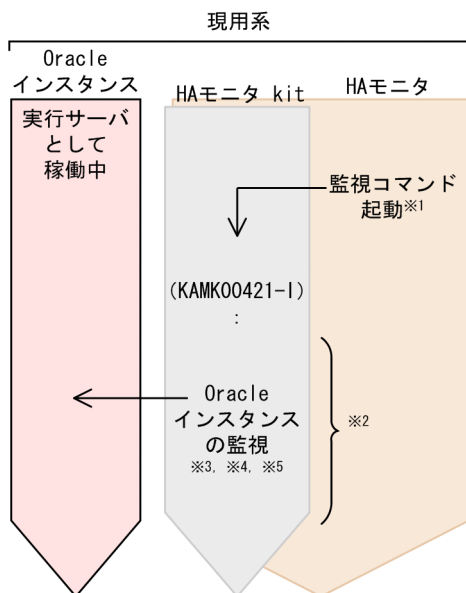 現用系
Oracle
インスタンス
HAモニタ kit
HAモニタ
実行サーバ
として
稼働中
監視コマンド
起動※1
(KAMK00421-I)
:
Oracle
インスタンス
の監視
※3, ※4, ※5
※2